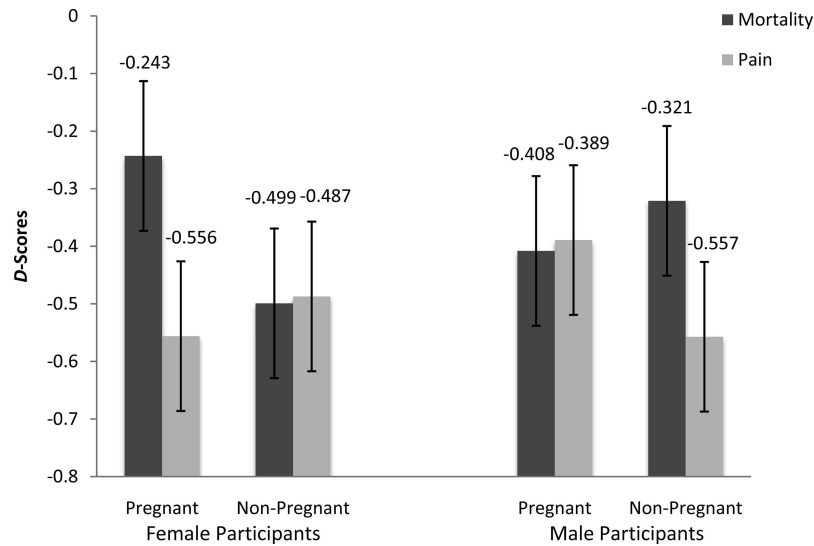 0
-0.1
-0.2
-0.3
-0.4
-0.5
-0.6
-0.7
-0.8
D-Scores
Mortality
Pain
-0.243
-0.556
-0.499
-0.487
-0.408
-0.389
-0.321
-0.557
Pregnant
Non-Pregnant
Pregnant
Non-Pregnant
Female Participants
Male Participants